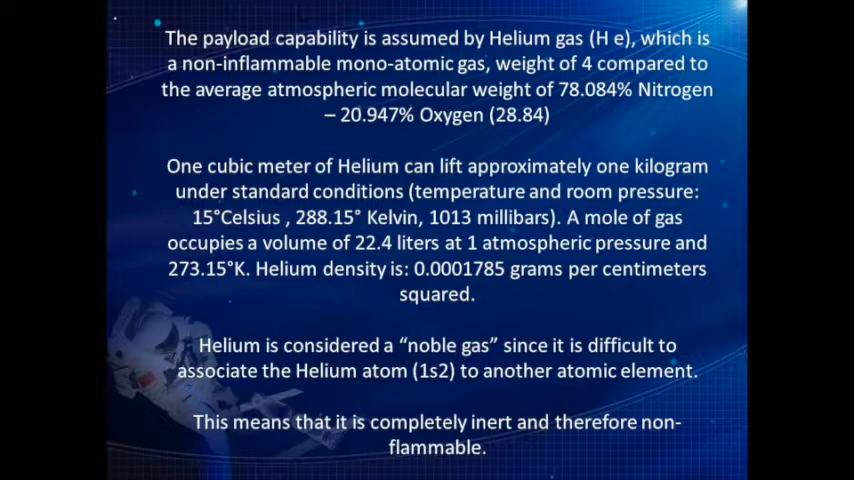 The payload capability is assumed by Helium gas (H e), which is
a non-inflammable mono-atomic gas, weight of 4 compared to
the average atmospheric molecular weight of 78.084% Nitrogen
– 20.947% Oxygen (28.84)
One cubic meter of Helium can lift approximately one kilogram
under standard conditions (temperature and room pressure:
15°Celsius , 288.15° Kelvin, 1013 millibars). A mole of gas
occupies a volume of 22.4 liters at 1 atmospheric pressure and
273.15°K. Helium density is: 0.0001785 grams per centimeters
squared.
Helium is considered a “noble gas” since it is difficult to
associate the Helium atom (1s2) to another atomic element.
This means that it is completely inert and therefore non-
flammable.